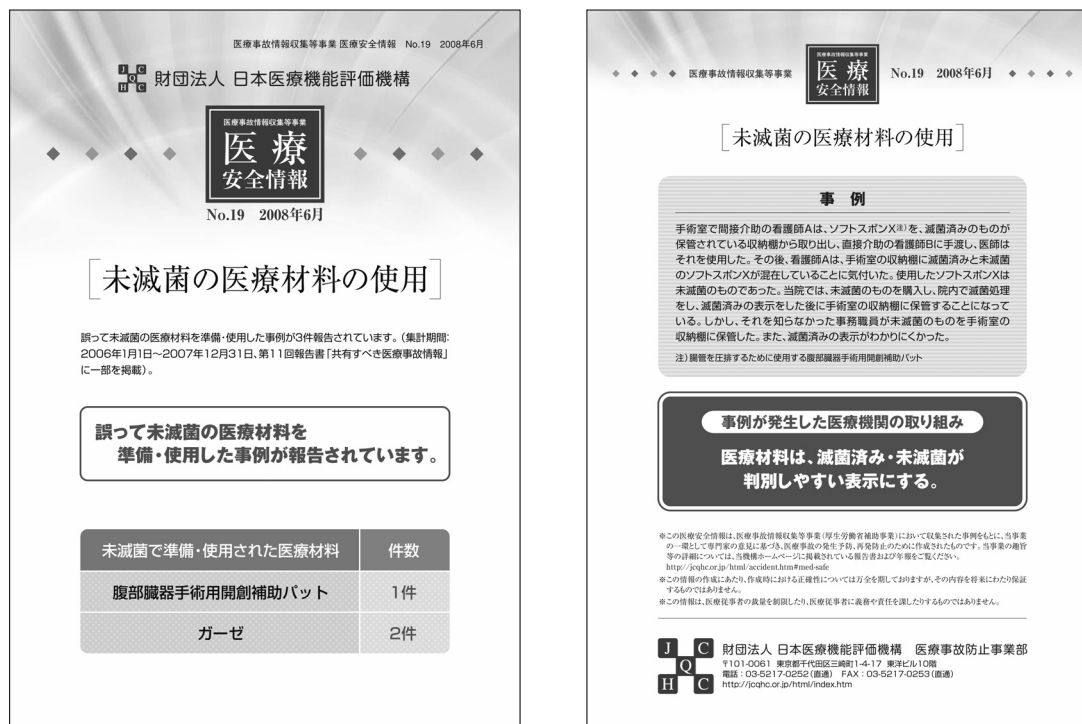 医療事故情報収集等事業 医療安全情報 No.19 2008年6月
J Q C H C
財団法人 日本医療機能評価機構
医療事故情報収集等事業
医療
安全情報
No.19 2008年6月
[未滅菌の医療材料の使用]
誤って未滅菌の医療材料を準備・使用した事例が3件報告されています。(集計期間:
2006年1月1日~2007年12月31日、第11回報告書「共有すべき医療事故情報」
に一部を掲載)。
誤って未滅菌の医療材料を
準備・使用した事例が報告されています。
未滅菌で準備・使用された医療材料 件数
腹部臓器手術用開創補助パット 1件
ガーゼ 2件
医療事故情報収集等事業
医療事故情報収集等事業
医療
安全情報
No.19 2008年6月
[未滅菌の医療材料の使用]
事 例
手術室で間接介助の看護師Aは、ソフトスポンX注)を、滅菌済みのものが
保管されている収納棚から取り出し、直接介助の看護師Bに手渡し、医師は
それを使用した。その後、看護師Aは、手術室の収納棚に滅菌済みと未滅菌
のソフトスポンXが混在していることに気付いた。使用したソフトスポンXは
未滅菌のものであった。当院では、未滅菌のものを購入し、院内で滅菌処理
をし、滅菌済みの表示をした後に手術室の収納棚に保管することになって
いる。しかし、それを知らなかった事務職員が未滅菌のものを手術室の
収納棚に保管した。また、滅菌済みの表示がわかりにくかった。
注)腸管を圧排するために使用する腹部臓器手術用開創補助パット
事例が発生した医療機関の取り組み
医療材料は、滅菌済み・未滅菌が
判別しやすい表示にする。
※この医療安全情報は、医療事故情報収集等事業(厚生労働省補助事業)において収集された事例をもとに、当事業
の一環として専門家の意見に基づき、医療事故の発生予防、再発防止のために作成されたものです。当事業の趣旨
等の詳細については、当機構ホームページに掲載されている報告書および年報をご覧ください。
http://jcqhc.or.jp/html/accident.htm#med-safe
※この情報の作成にあたり、作成時における正確性については万全を期しておりますが、その内容を将来にわたり保証
するものではありません。
※この情報は、医療従事者の裁量を制限したり、医療従事者に義務や責任を課したりするものではありません。
J C Q H C
財団法人 日本医療機能評価機構 医療事故防止事業部
〒101-0061 東京都千代田区三崎町1-4-17 東洋ビル10階
電話:03-5217-0252(直通) FAX:03-5217-0253(直通)
http://jcqhc.or.jp/html/index.htm